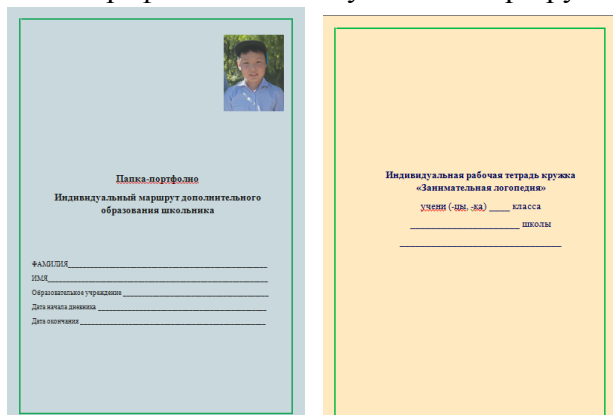 Папка-портфолио
Индивидуальный маршрут дополнительного
образования школьника
ФАМИЛИЯ
ИМЯ
Образовательное учреждение
Дата начала дневника
Дата окончания
Индивидуальная рабочая тетрадь кружка
«Занимательная логопедия»
учени (-цы, -ка) ____ класса
школы